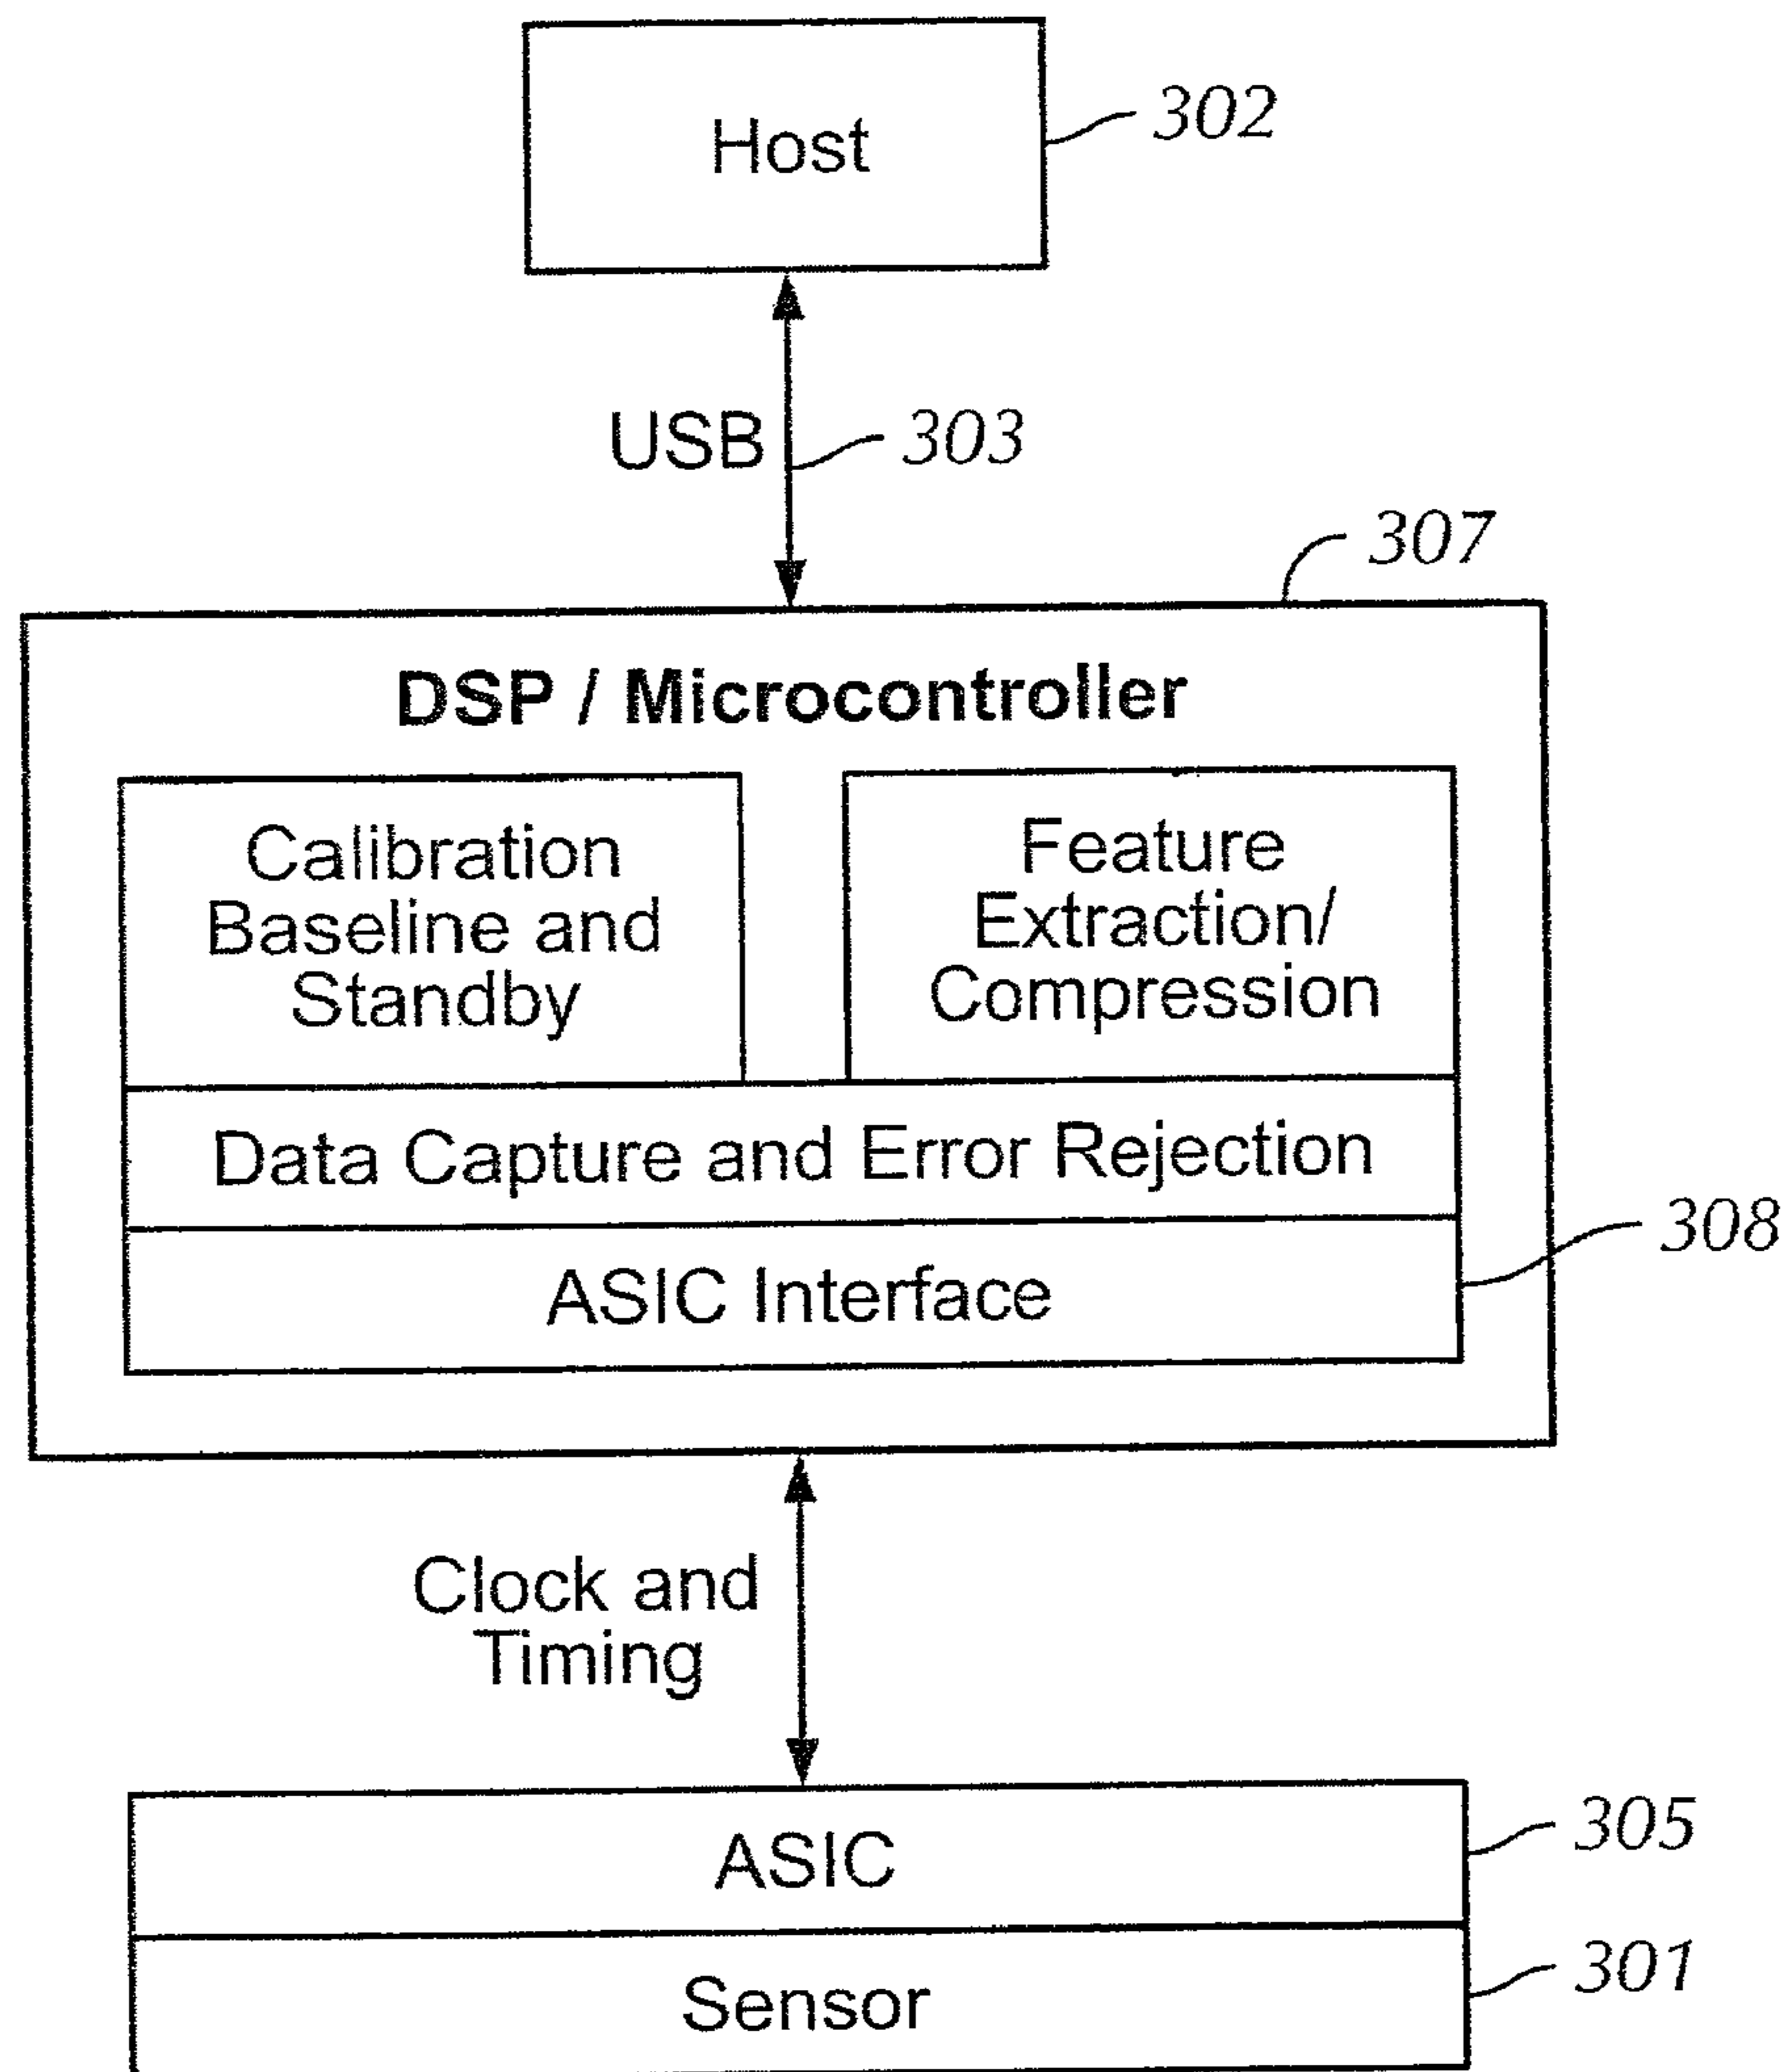 Host
302
USB
303
307
DSP / Microcontroller
Calibration
Baseline and
Standby
Feature
Extraction/
Compression
Data Capture and Error Rejection
308
ASIC Interface
Clock and
Timing
ASIC
305
Sensor
301